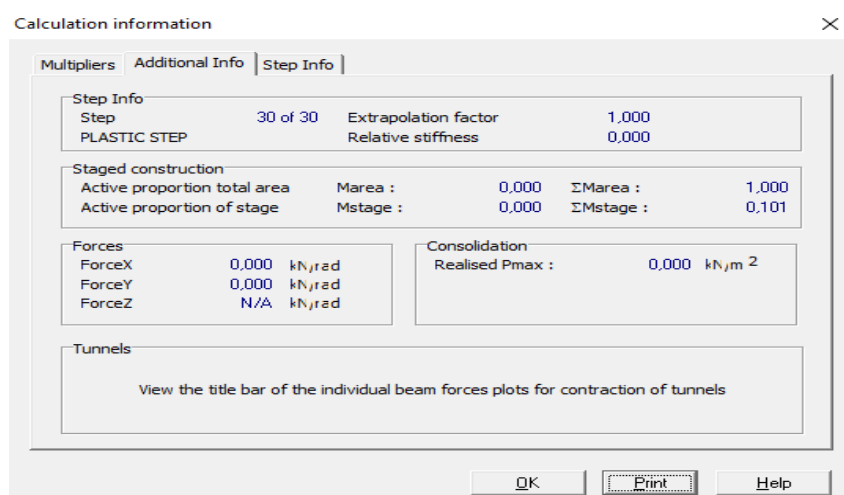 Calculation information
Multipliers Additional Info Step Info
Step Info
Step 30 of 30 Extrapolation factor 1,000
PLASTIC STEP Relative stiffness 0,000
Staged construction
Active proportion total area Marea : 0,000 ΣMarea : 1,000
Active proportion of stage Mstage : 0,000 ΣMstage : 0,101
Forces Consolidation
ForceX 0,000 kN/rad Realised Pmax : 0,000 kN/m 2
ForceY 0,000 kN/rad
ForceZ N/A kN/rad
Tunnels
View the title bar of the individual beam forces plots for contraction of tunnels
OK Print Help